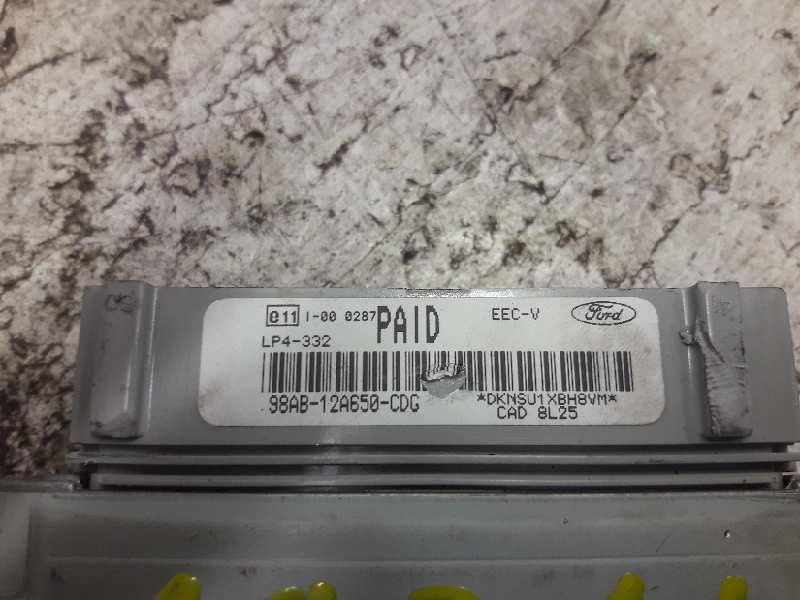 e11 I-00 0287 PAID EEC-V Ford
LP4-332
98AB-12A650-CDG *DKNSU1XBH8VM*
CAD 8L25